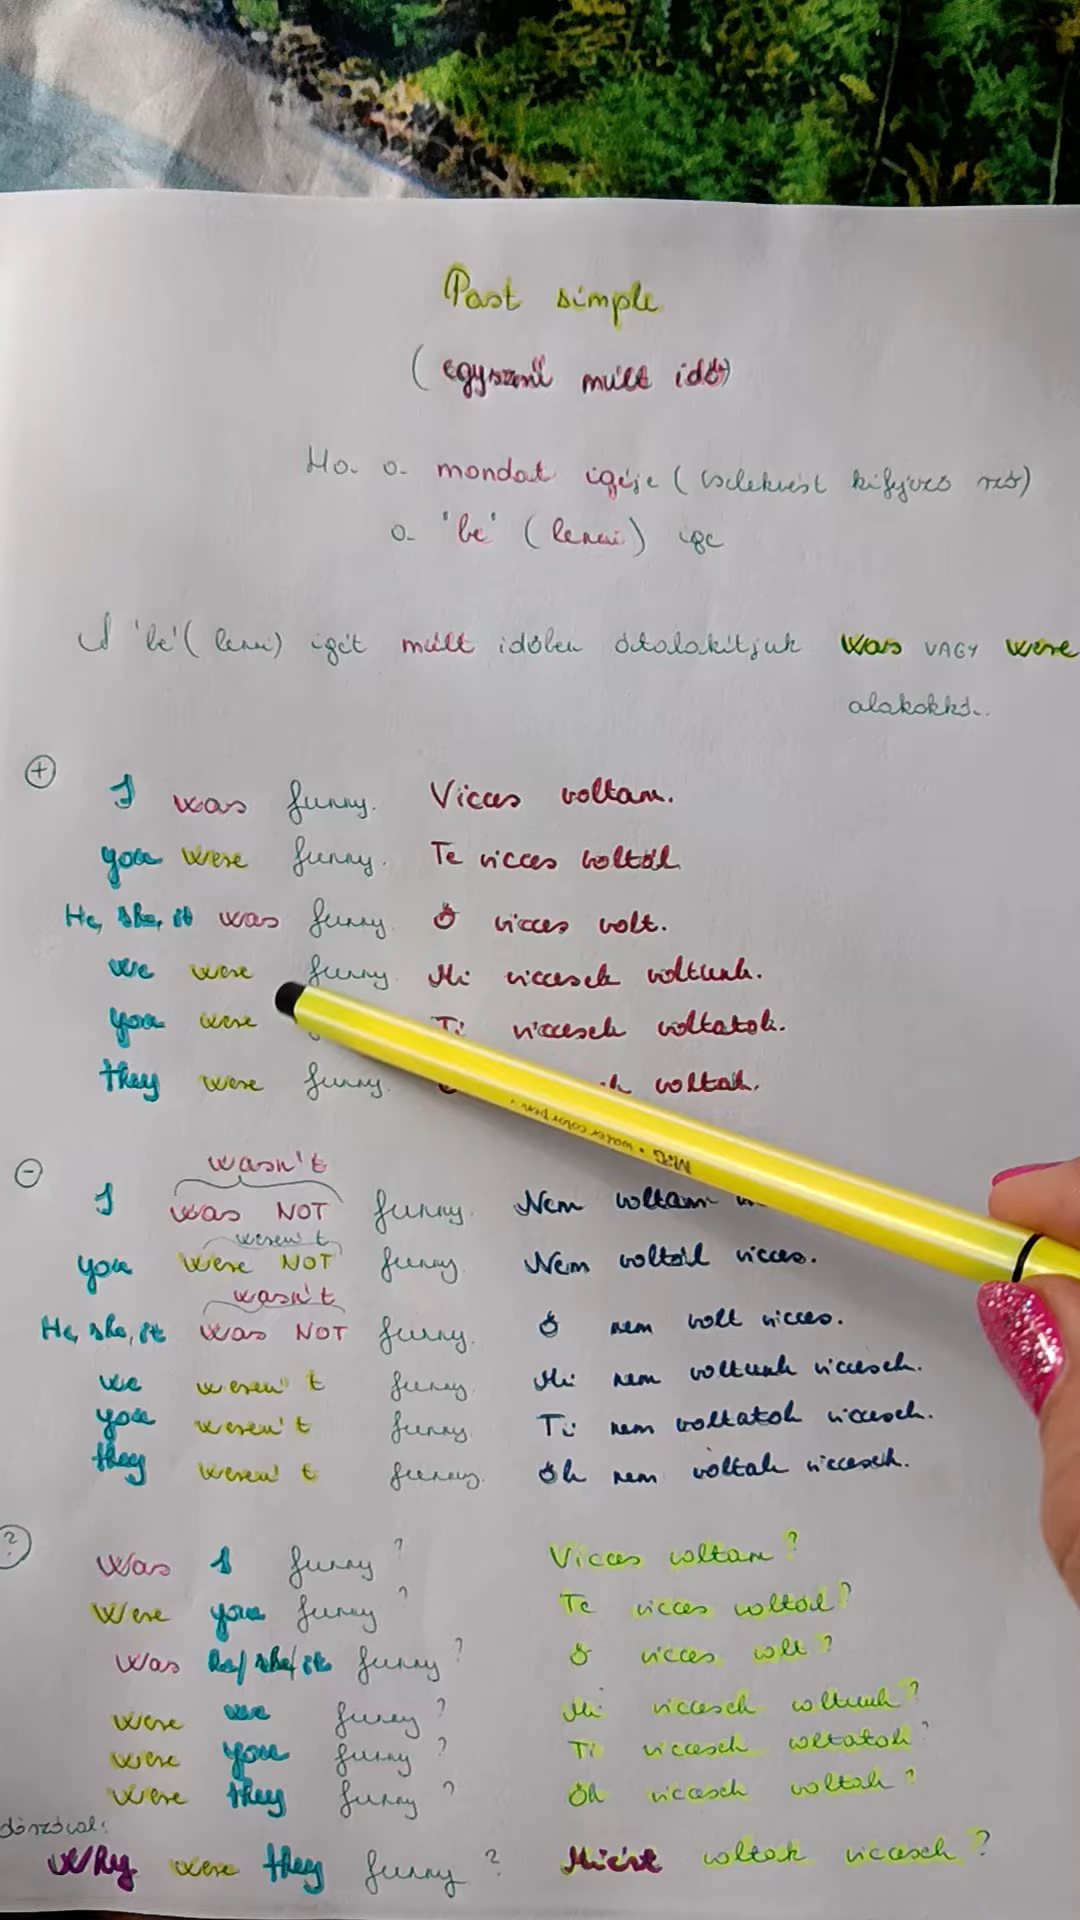 Past simple
(egyszerű múlt idő)
Ha a mondat igéje (cselekvést kifejező szó)
a 'be' (lenni) ige
A 'be' (lenni) igét múlt időben átalakítjuk was VAGY were
alakokká.
+
I was funny. Vicces voltam.
you were funny. Te vicces voltál
He, she, it was funny. Ő vicces volt.
we were funny. Mi viccesek voltunk.
you were Ti viccesek voltatok.
they were funny. voltak.
MG • water color pen
-
wasn't
I was NOT funny. Nem voltam
weren't
you were NOT funny. Nem voltál vicces.
wasn't
He, she, it was NOT funny. Ő nem volt vicces.
we weren't funny. Mi nem voltunk viccesek.
you weren't funny. Ti nem voltatok viccesek.
they weren't funny. Ők nem voltak viccesek.
?
Was I funny? Vicces voltam?
Were you funny? Te vicces voltál?
Was he/she/it funny? Ő vicces volt?
were we funny? Mi viccesek voltunk?
were you funny? Ti viccesek voltatok?
were they funny? Ők viccesek voltak?
Why were they funny? Miért voltak viccesek?